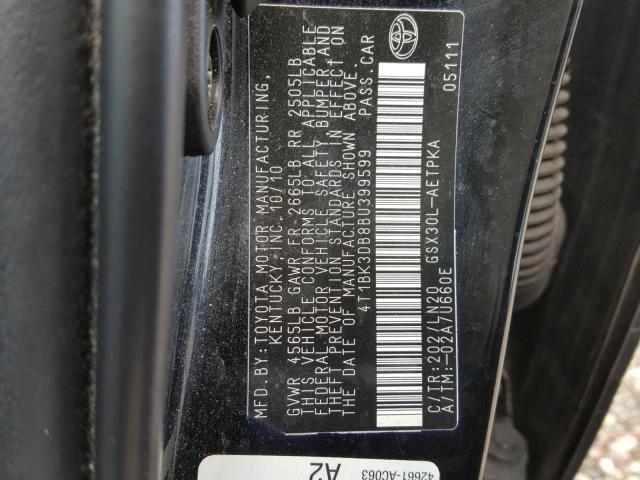 MFD.BY:TOYOTA MOTOR MANUFACTURING,
KENTUCKY, INC. 10/10
GVWR 4565LB GAWR FR 2665LB RR 2505LB
THIS VEHICLE CONFORMS TO ALL APPLICABLE
FEDERAL MOTOR VEHICLE SAFETY, BUMPER, AND
THEFT PREVENTION STANDARDS IN EFFECT ON
THE DATE OF MANUFACTURE SHOWN ABOVE.
4T1BK3DB8BU399599 PASS.CAR
C/TR:202/LN20 GSX30L-AETPKA
A/TM:-02A/U660E
05111
42661-AC063
A2